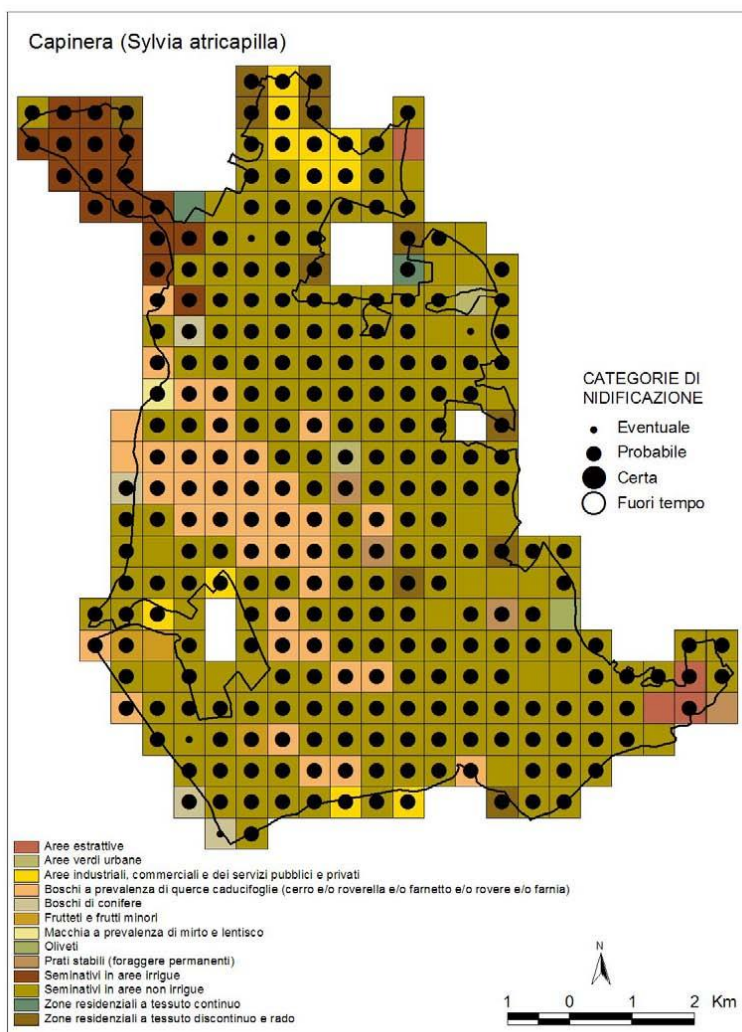 Capinera (Sylvia atricapilla)
CATEGORIE DI
NIDIFICAZIONE
Eventuale
Probabile
Certa
Fuori tempo
Aree estrattive
Aree verdi urbane
Aree industriali, commerciali e dei servizi pubblici e privati
Boschi a prevalenza di querce caducifoglie (cerro e/o roverella e/o farnetto e/o rovere e/o farnia)
Boschi di conifere
Frutteti e frutti minori
Macchia a prevalenza di mirto e lentisco
Oliveti
Prati stabili (foraggere permanenti)
Seminativi in aree irrigue
Seminativi in aree non irrigue
Zone residenziali a tessuto continuo
Zone residenziali a tessuto discontinuo e rado
N
1 0 1 2 Km